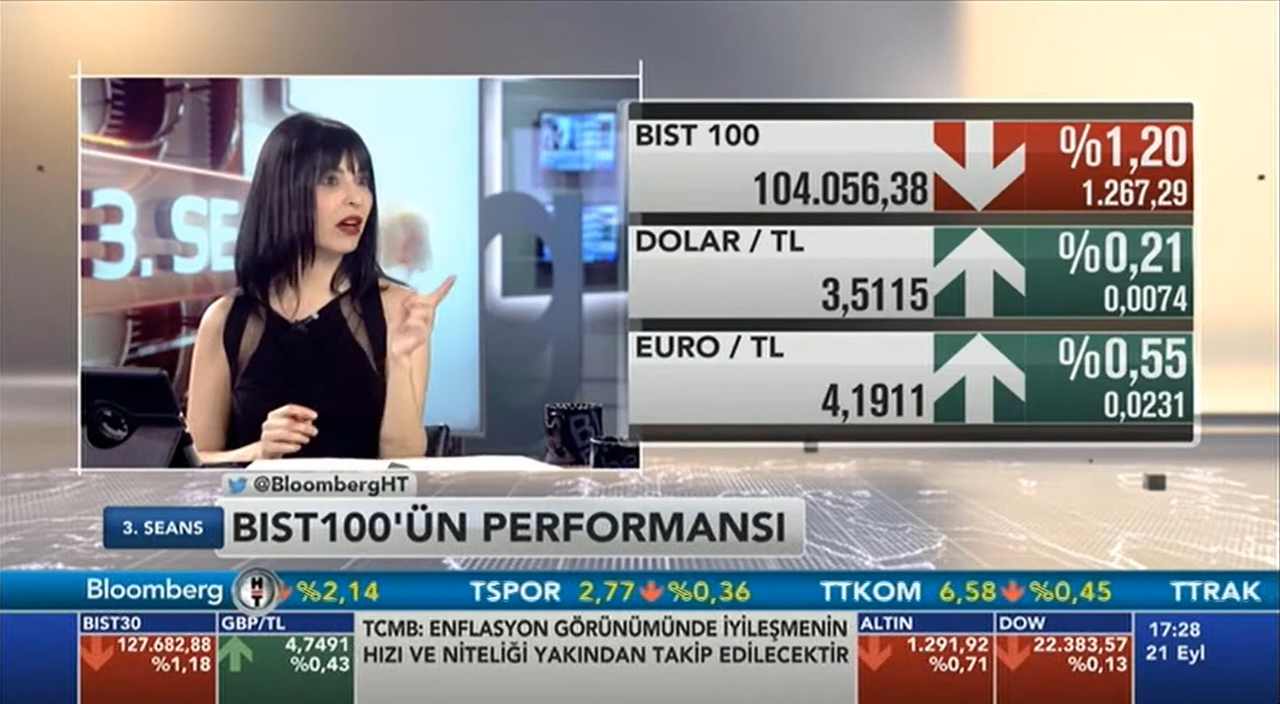 3. SE
BIST 100
104.056,38
%1,20
1.267,29
DOLAR / TL
3,5115
%0,21
0,0074
EURO / TL
4,1911
%0,55
0,0231
@BloombergHT
3. SEANS
BIST100'ÜN PERFORMANSI
Bloomberg HT %2,14 TSPOR 2,77 %0,36 TTKOM 6,58 %0,45 TTRAK
BIST30
127.682,88
%1,18
GBP/TL
4,7491
%0,43
TCMB: ENFLASYON GÖRÜNÜMÜNDE İYİLEŞMENİN
HIZI VE NİTELİĞİ YAKINDAN TAKİP EDİLECEKTİR
ALTIN
1.291,92
%0,71
DOW
22.383,57
%0,13
17:28
21 Eyl